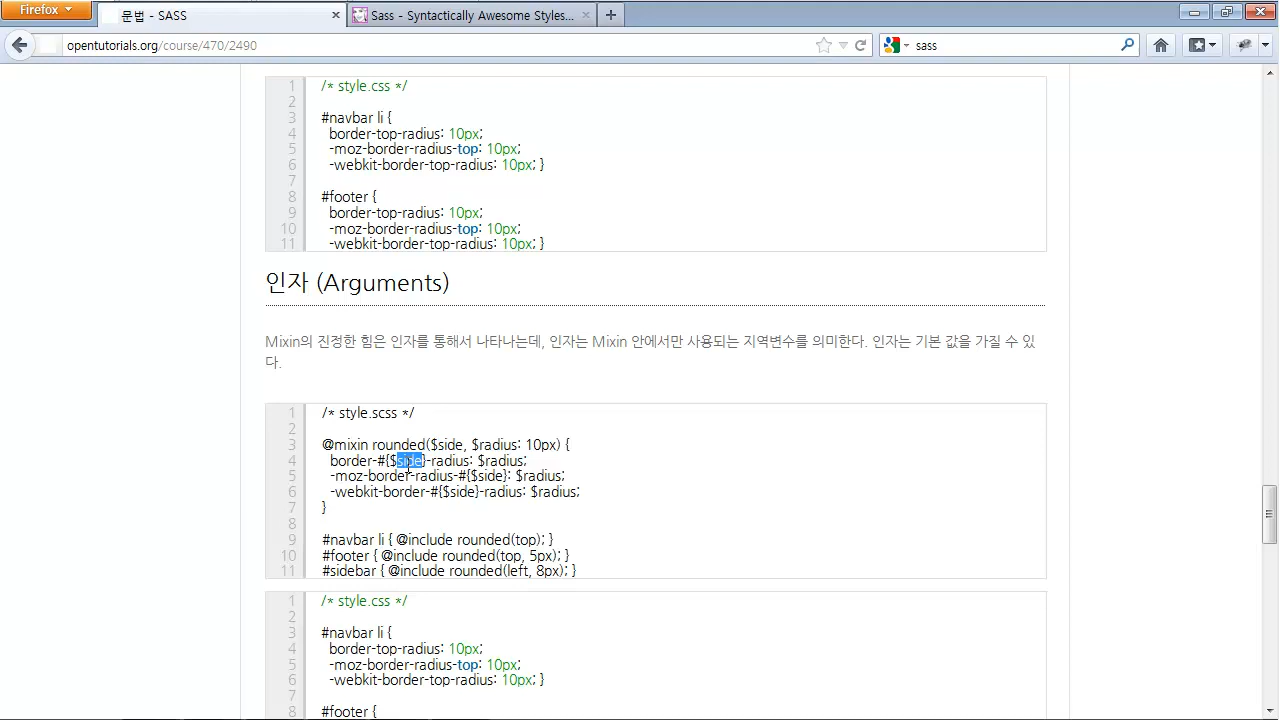 Firefox
문법 - SASS
Sass - Syntactically Awesome Styles...
opentutorials.org/course/470/2490
sass
1 /* style.css */
2
3 #navbar li {
4 border-top-radius: 10px;
5 -moz-border-radius-top: 10px;
6 -webkit-border-top-radius: 10px; }
7
8 #footer {
9 border-top-radius: 10px;
10 -moz-border-radius-top: 10px;
11 -webkit-border-top-radius: 10px; }
인자 (Arguments)
Mixin의 진정한 힘은 인자를 통해서 나타나는데, 인자는 Mixin 안에서만 사용되는 지역변수를 의미한다. 인자는 기본 값을 가질 수 있
다.
1 /* style.scss */
2
3 @mixin rounded($side, $radius: 10px) {
4 border-#{$side}-radius: $radius;
5 -moz-border-radius-#{$side}: $radius;
6 -webkit-border-#{$side}-radius: $radius;
7 }
8
9 #navbar li { @include rounded(top); }
10 #footer { @include rounded(top, 5px); }
11 #sidebar { @include rounded(left, 8px); }
1 /* style.css */
2
3 #navbar li {
4 border-top-radius: 10px;
5 -moz-border-radius-top: 10px;
6 -webkit-border-top-radius: 10px; }
7
8 #footer {